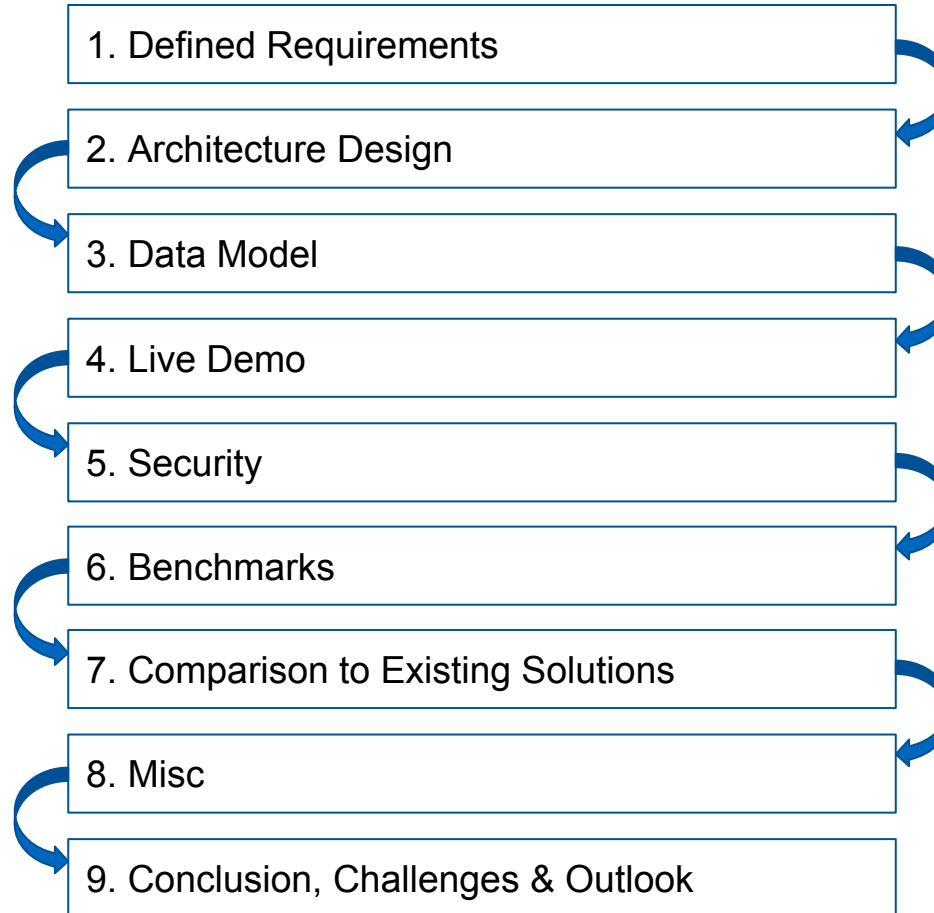 1. Defined Requirements
2. Architecture Design
3. Data Model
4. Live Demo
5. Security
6. Benchmarks
7. Comparison to Existing Solutions
8. Misc
9. Conclusion, Challenges & Outlook